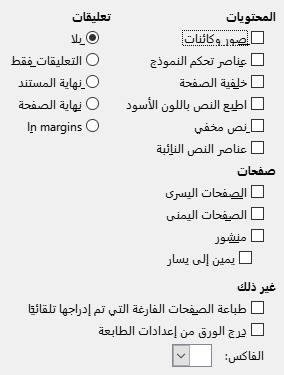 المحتويات
صور وكائنات
عناصر تحكم النموذج
خلفية الصفحة
اطبع النص باللون الأسود
نص مخفي
عناصر النص النائبة
تعليقات
بلا
التعليقات فقط
نهاية المستند
نهاية الصفحة
In margins
صفحات
الصفحات اليسرى
الصفحات اليمنى
منشور
يمين إلى يسار
غير ذلك
طباعة الصفحات الفارغة التي تم إدراجها تلقائيًا
درج الورق من إعدادات الطابعة
الفاكس: